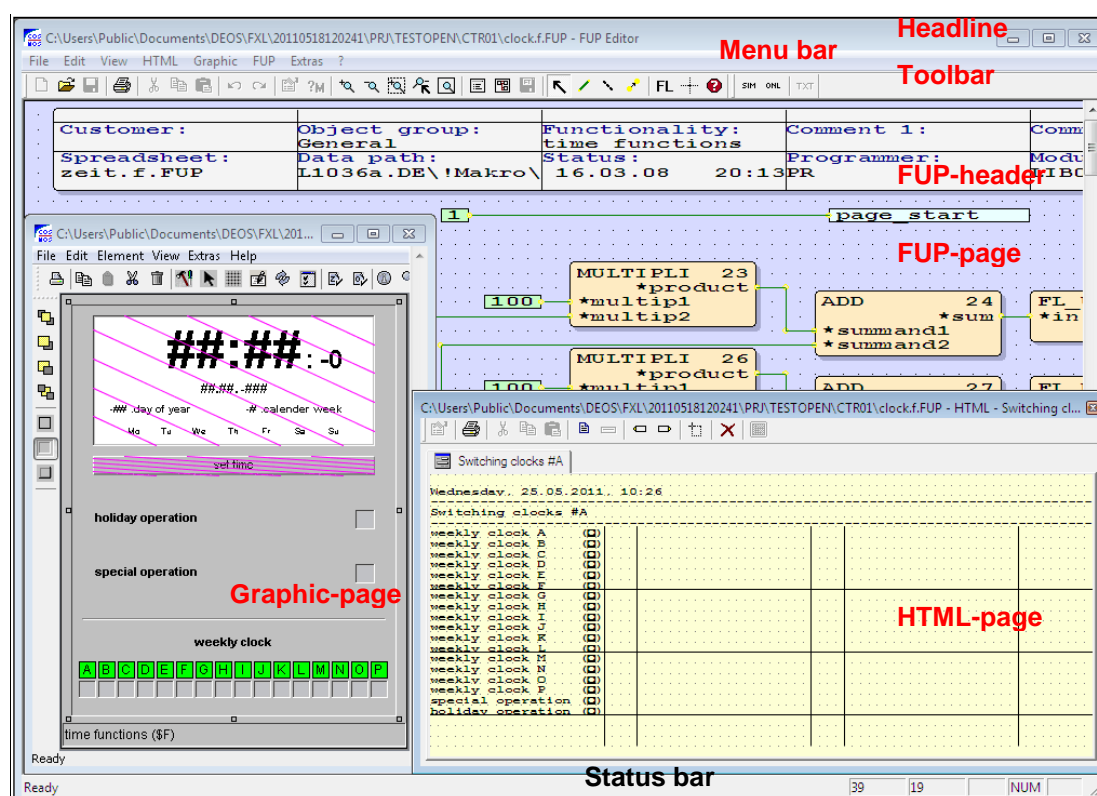 Headline
C:\Users\Public\Documents\DEOS\FXL\20110518120241\PRJ\TESTOPEN\CTR01\clock.f.FUP - FUP Editor
Menu bar
File Edit View HTML Graphic FUP Extras ?
Toolbar
?M FL SIM ONL TXT
Customer: Object group: Functionality: Comment 1: Comm
General time functions
Spreadsheet: Data path: Status: Programmer: Modu
zeit.f.FUP L1036a.DE\!Makro\ 16.03.08 20:13 PR
FUP-header
1 page_start
FUP-page
MULTIPLI 23
*product
100 *multip1
*multip2
ADD 24
*sum
*summand1
*summand2
*in
MULTIPLI 26
*product
100 *multip1
ADD 27
C:\Users\Public\Documents\DEOS\FXL\201...
File Edit Element View Extras Help
##:##:-0
##.##.-###
-## .day of year -# .calender week
Mo Tu We Th Fr Sa Su
set time
holiday operation
special operation
Graphic-page
weekly clock
A B C D E F G H I J K L M N O P
time functions ($F)
Ready
C:\Users\Public\Documents\DEOS\FXL\20110518120241\PRJ\TESTOPEN\CTR01\clock.f.FUP - HTML - Switching cl...
Switching clocks #A
Wednesday, 25.05.2011, 10:26
Switching clocks #A
weekly clock A
weekly clock B
weekly clock C
weekly clock D
weekly clock E
weekly clock F
weekly clock G
weekly clock H
weekly clock I
weekly clock J
weekly clock K
weekly clock L
weekly clock M
weekly clock N
weekly clock O
weekly clock P
special operation
holiday operation
HTML-page
Status bar
Ready 39 19 NUM